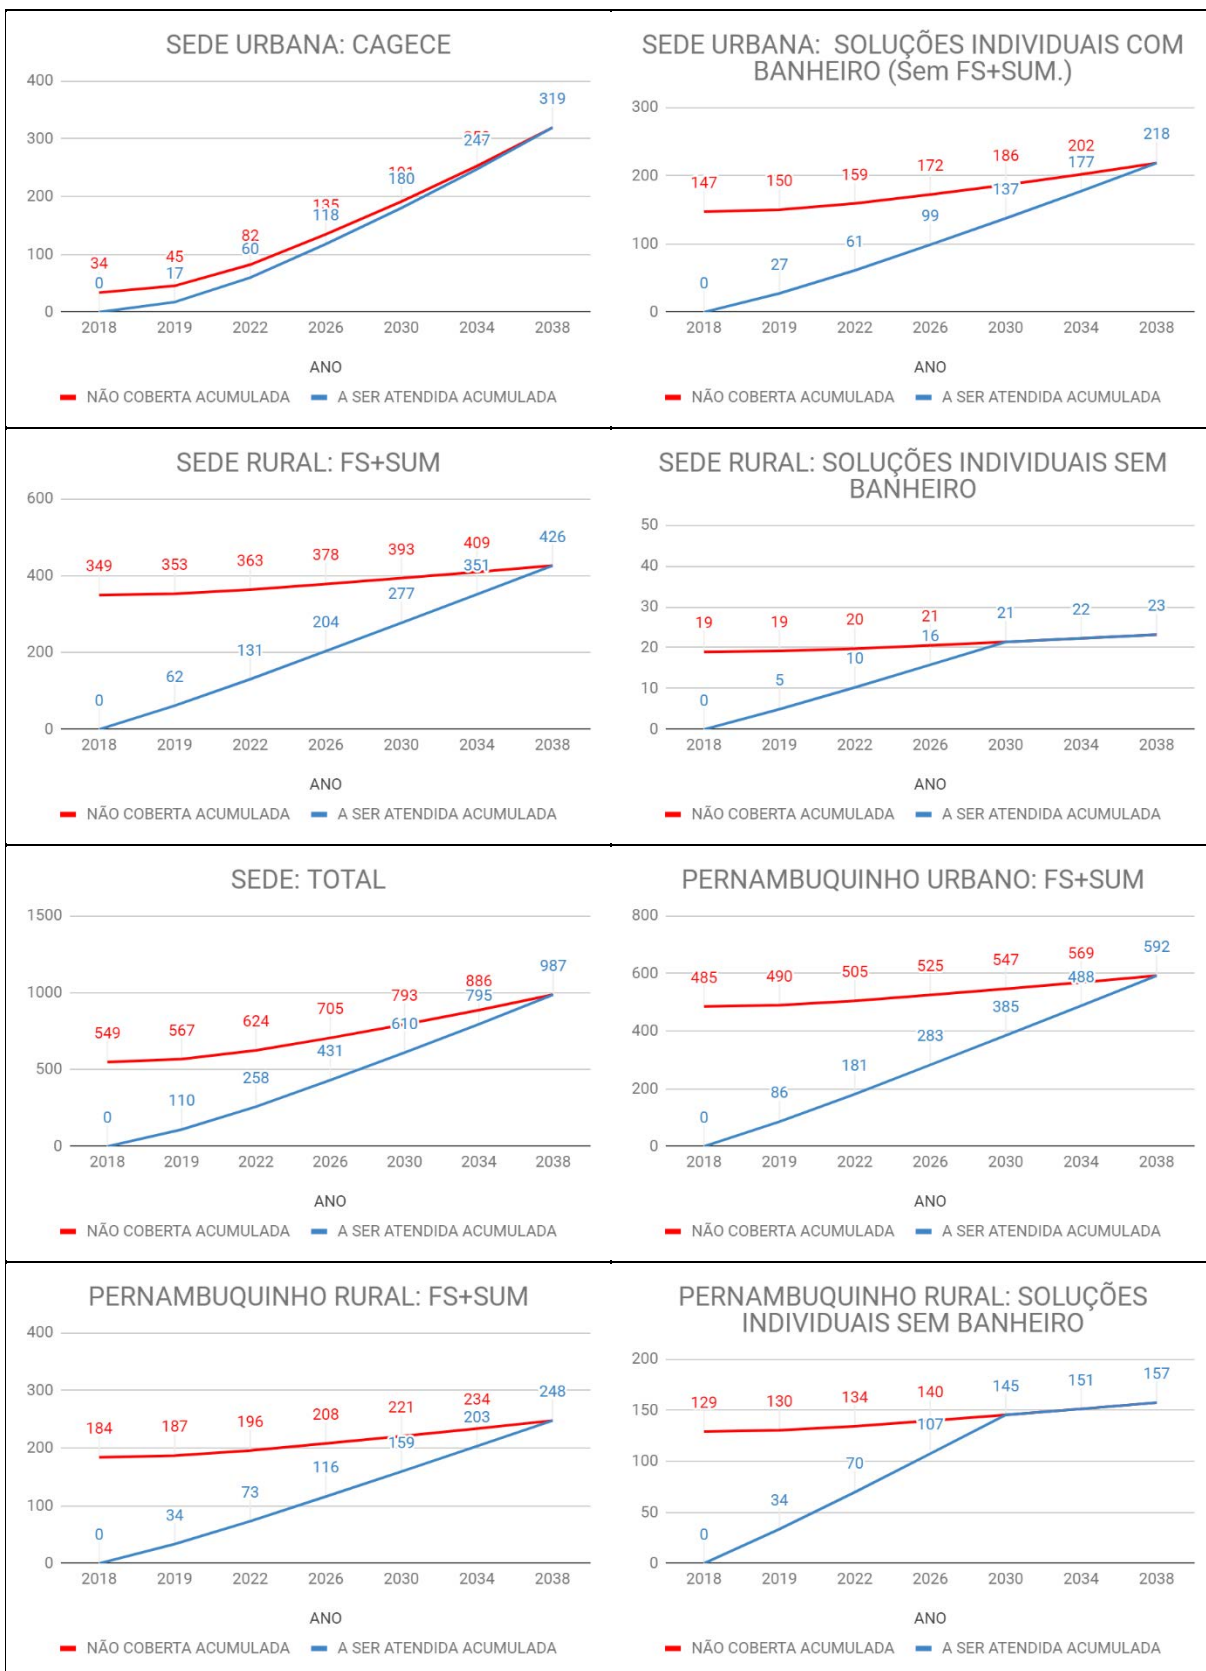 SEDE URBANA: CAGECE
400
300
200
100
0
34
45
82
135
0
17
60
118
180
247
319
2018 2019 2022 2026 2030 2034 2038
ANO
NÃO COBERTA ACUMULADA A SER ATENDIDA ACUMULADA
SEDE URBANA: SOLUÇÕES INDIVIDUAIS COM
BANHEIRO (Sem FS+SUM.)
300
200
100
0
147 150 159 172 186 202
0 27 61 99 137 177 218
2018 2019 2022 2026 2030 2034 2038
ANO
NÃO COBERTA ACUMULADA A SER ATENDIDA ACUMULADA
SEDE RURAL: FS+SUM
600
400
200
0
349 353 363 378 393 409
0 62 131 204 277 351 426
2018 2019 2022 2026 2030 2034 2038
ANO
NÃO COBERTA ACUMULADA A SER ATENDIDA ACUMULADA
SEDE RURAL: SOLUÇÕES INDIVIDUAIS SEM
BANHEIRO
50
40
30
20
10
0
19 19 20 21
0 5 10 16 21 22 23
2018 2019 2022 2026 2030 2034 2038
ANO
NÃO COBERTA ACUMULADA A SER ATENDIDA ACUMULADA
SEDE: TOTAL
1500
1000
500
0
549 567 624 705 793 886
0 110 258 431 610 795 987
2018 2019 2022 2026 2030 2034 2038
ANO
NÃO COBERTA ACUMULADA A SER ATENDIDA ACUMULADA
PERNAMBUQUINHO URBANO: FS+SUM
800
600
400
200
0
485 490 505 525 547 569
0 86 181 283 385 488 592
2018 2019 2022 2026 2030 2034 2038
ANO
NÃO COBERTA ACUMULADA A SER ATENDIDA ACUMULADA
PERNAMBUQUINHO RURAL: FS+SUM
400
300
200
100
0
184 187 196 208 221 234
0 34 73 116 159 203 248
2018 2019 2022 2026 2030 2034 2038
ANO
NÃO COBERTA ACUMULADA A SER ATENDIDA ACUMULADA
PERNAMBUQUINHO RURAL: SOLUÇÕES
INDIVIDUAIS SEM BANHEIRO
200
150
100
50
0
129 130 134 140
0 34 70 107 145 151 157
2018 2019 2022 2026 2030 2034 2038
ANO
NÃO COBERTA ACUMULADA A SER ATENDIDA ACUMULADA